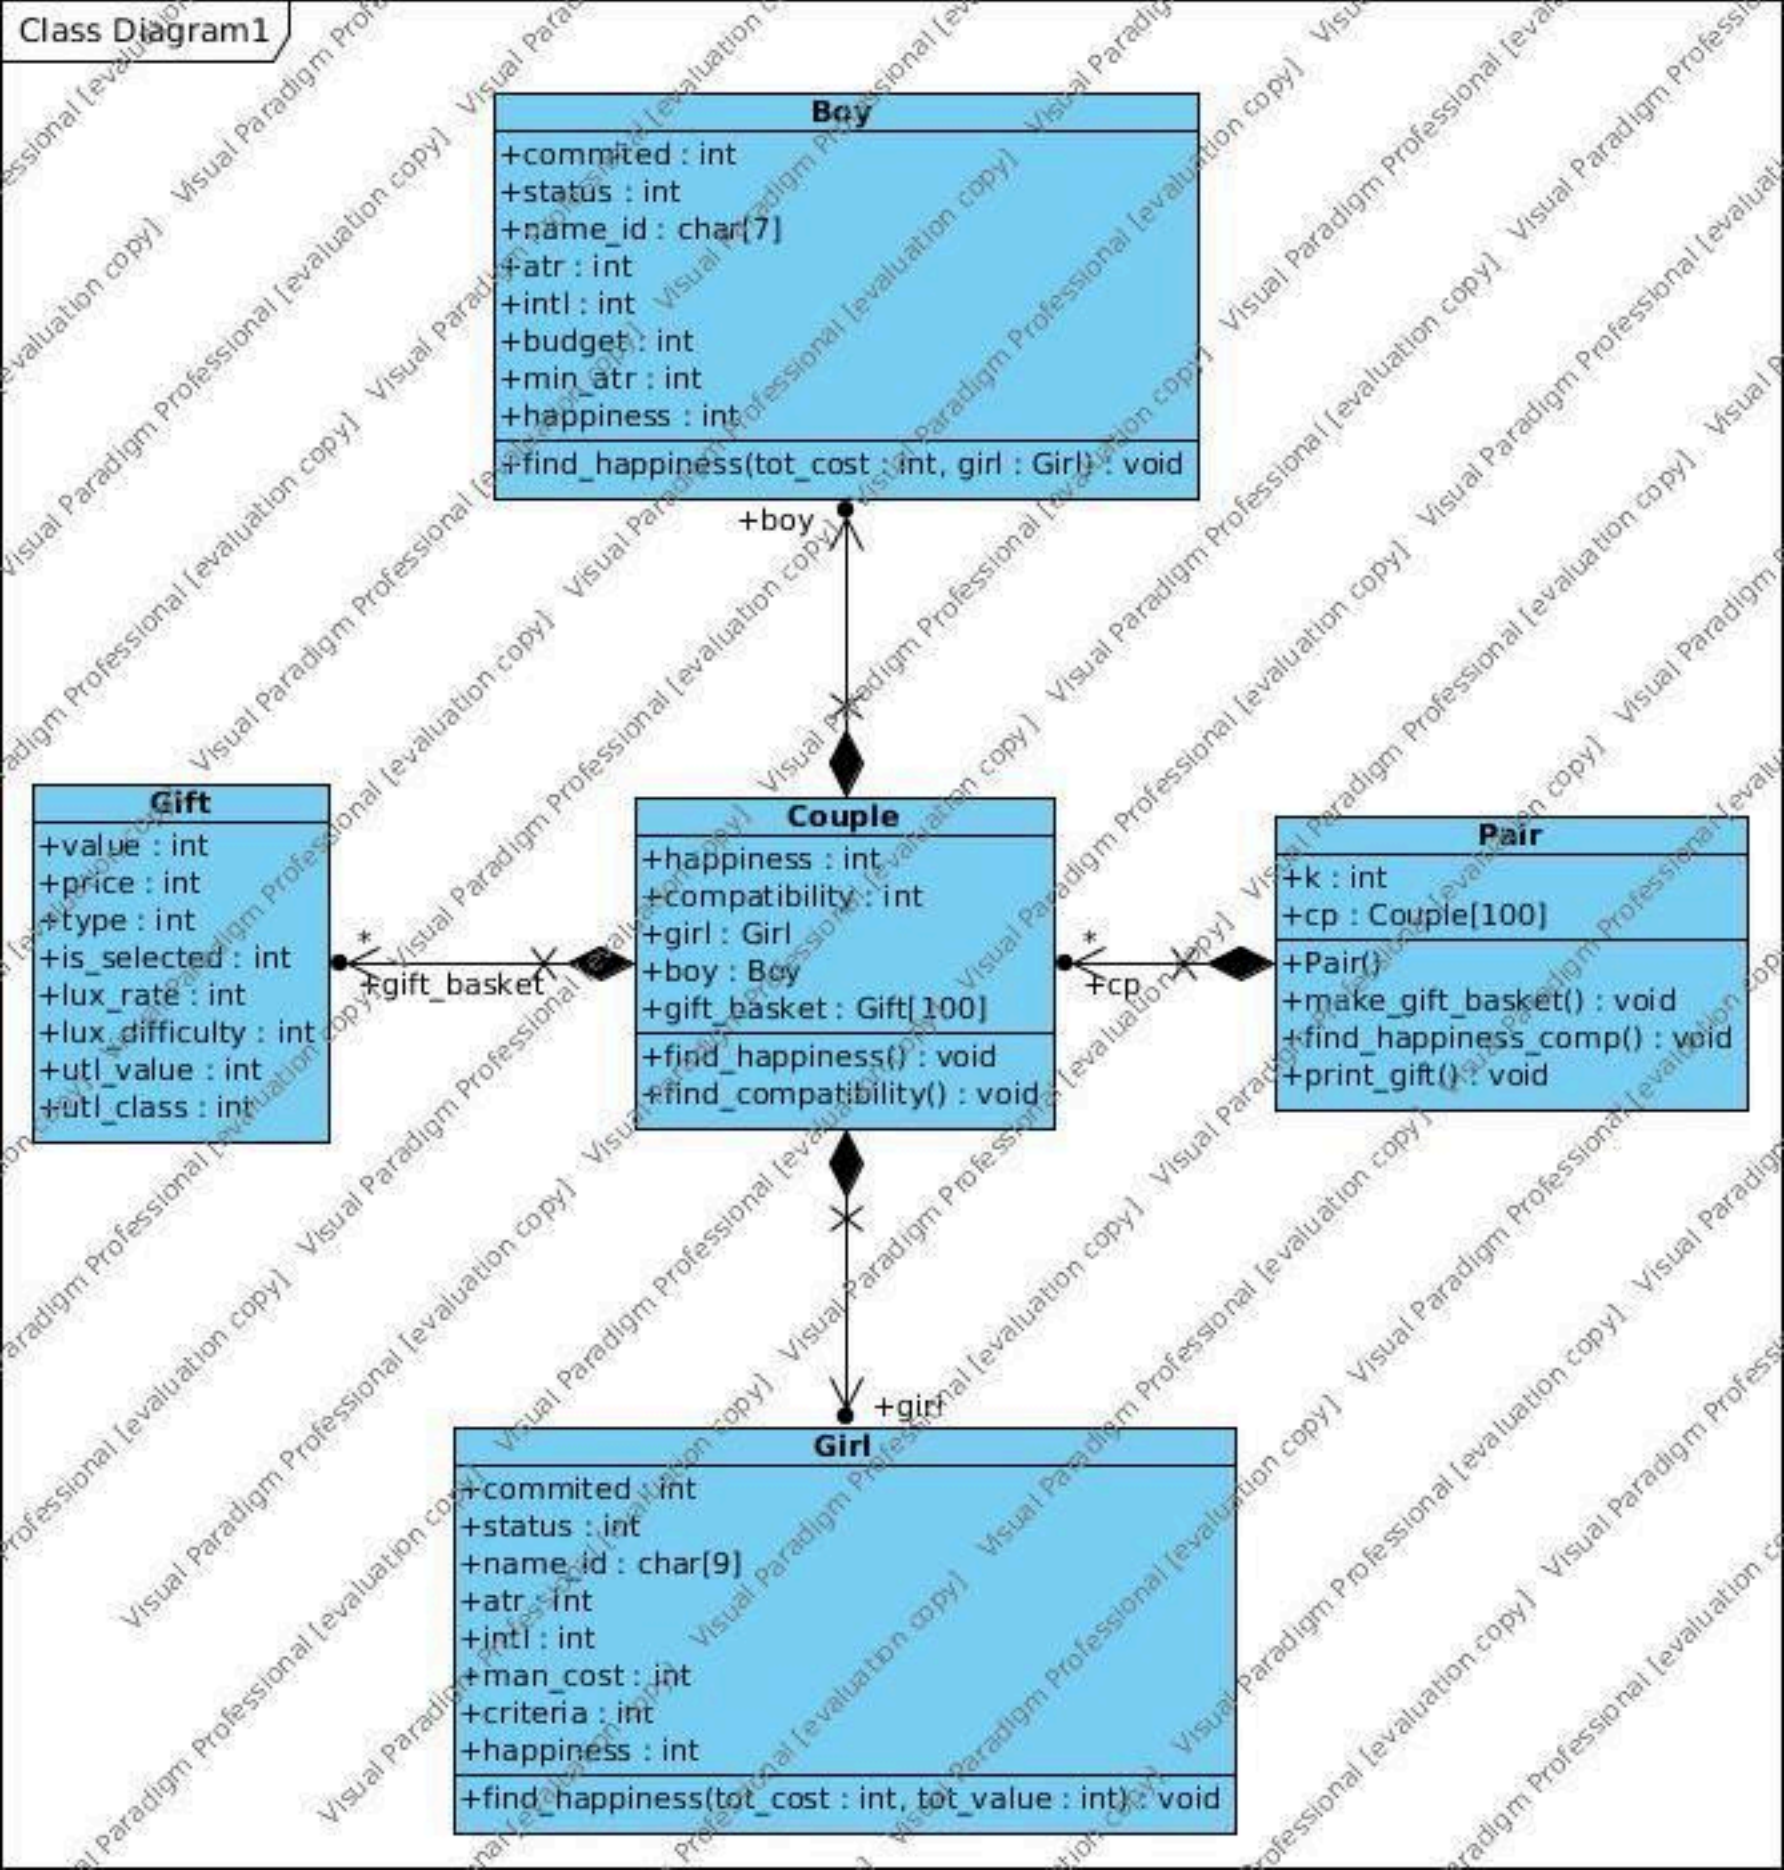 Class Diagram1
Boy
+commited : int
+status : int
+name_id : char[7]
+atr : int
+intl : int
+budget : int
+min_atr : int
+happiness : int
+find_happiness(tot_cost : int, girl : Girl) : void
+boy
Gift
+value : int
+price : int
+type : int
+is_selected : int
+lux_rate : int
+lux_difficulty : int
+utl_value : int
+utl_class : int
*
+gift_basket
Couple
+happiness : int
+compatibility : int
+girl : Girl
+boy : Boy
+gift_basket : Gift[100]
+find_happiness() : void
+find_compatibility() : void
*
+cp
Pair
+k : int
+cp : Couple[100]
+Pair()
+make_gift_basket() : void
+find_happiness_comp() : void
+print_gift() : void
+girl
Girl
+commited : int
+status : int
+name_id : char[9]
+atr : int
+intl : int
+man_cost : int
+criteria : int
+happiness : int
+find_happiness(tot_cost : int, tot_value : int) : void
Visual Paradigm Professional [evaluation copy]